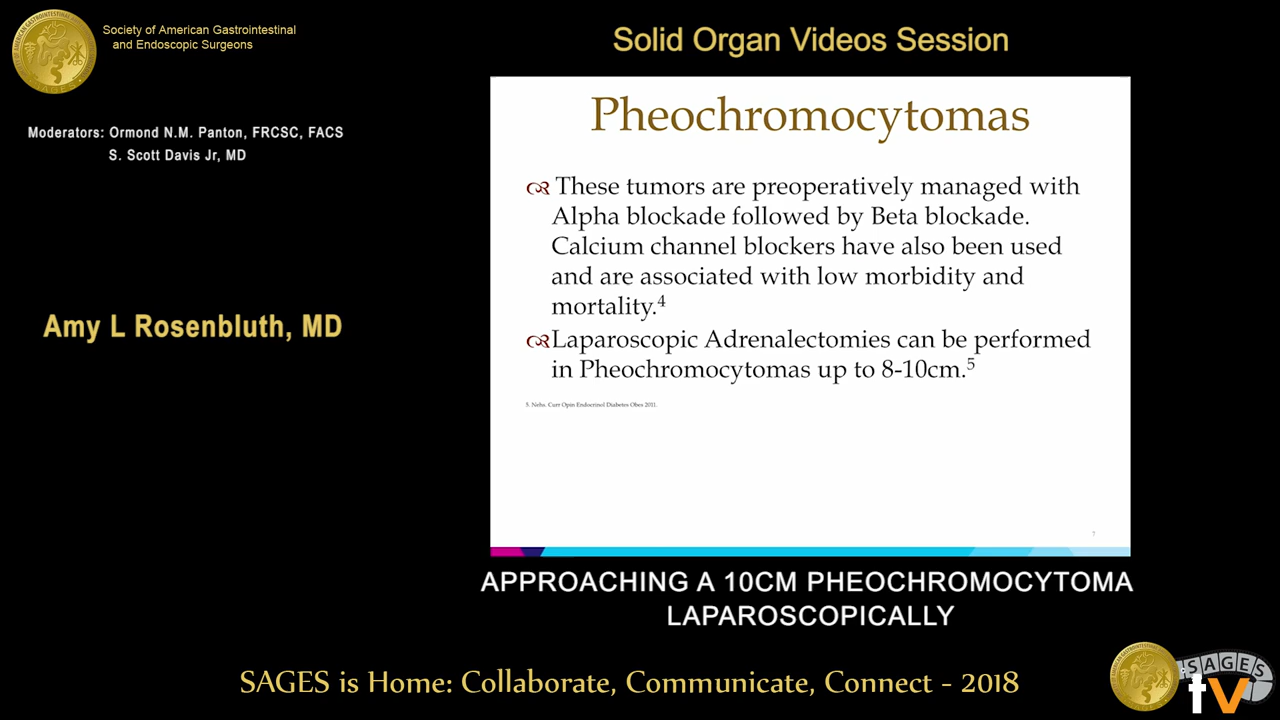 Society of American Gastrointestinal
and Endoscopic Surgeons
Moderators: Ormond N.M. Panton, FRCSC, FACS
S. Scott Davis Jr, MD
Amy L Rosenbluth, MD
Solid Organ Videos Session
Pheochromocytomas
These tumors are preoperatively managed with
Alpha blockade followed by Beta blockade.
Calcium channel blockers have also been used
and are associated with low morbidity and
mortality.4
Laparoscopic Adrenalectomies can be performed
in Pheochromocytomas up to 8-10cm.5
5. Nehs. Curr Opin Endocrinol Diabetes Obes 2011.
7
APPROACHING A 10CM PHEOCHROMOCYTOMA
LAPAROSCOPICALLY
SAGES is Home: Collaborate, Communicate, Connect - 2018
SAGES
tv